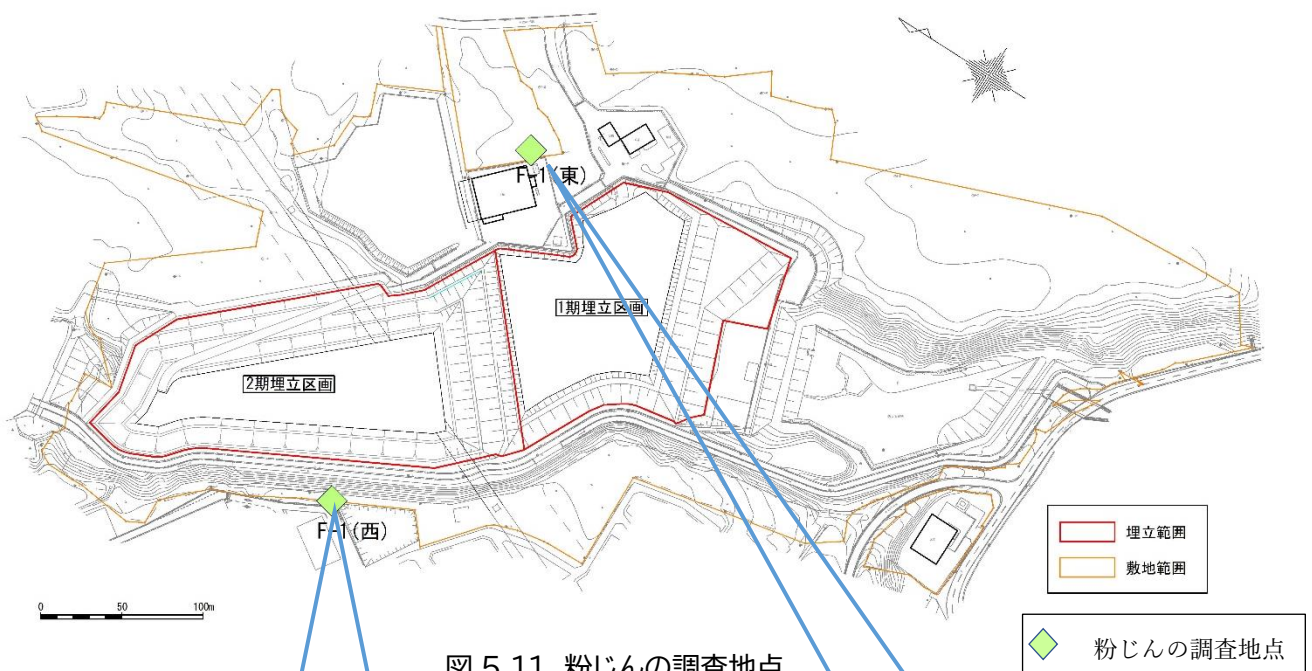 F-1(東)
1期埋立区画
2期埋立区画
F-1(西)
埋立範囲
敷地範囲
0 50 100m
粉じんの調査地点
図 5.11 粉じんの調査地点